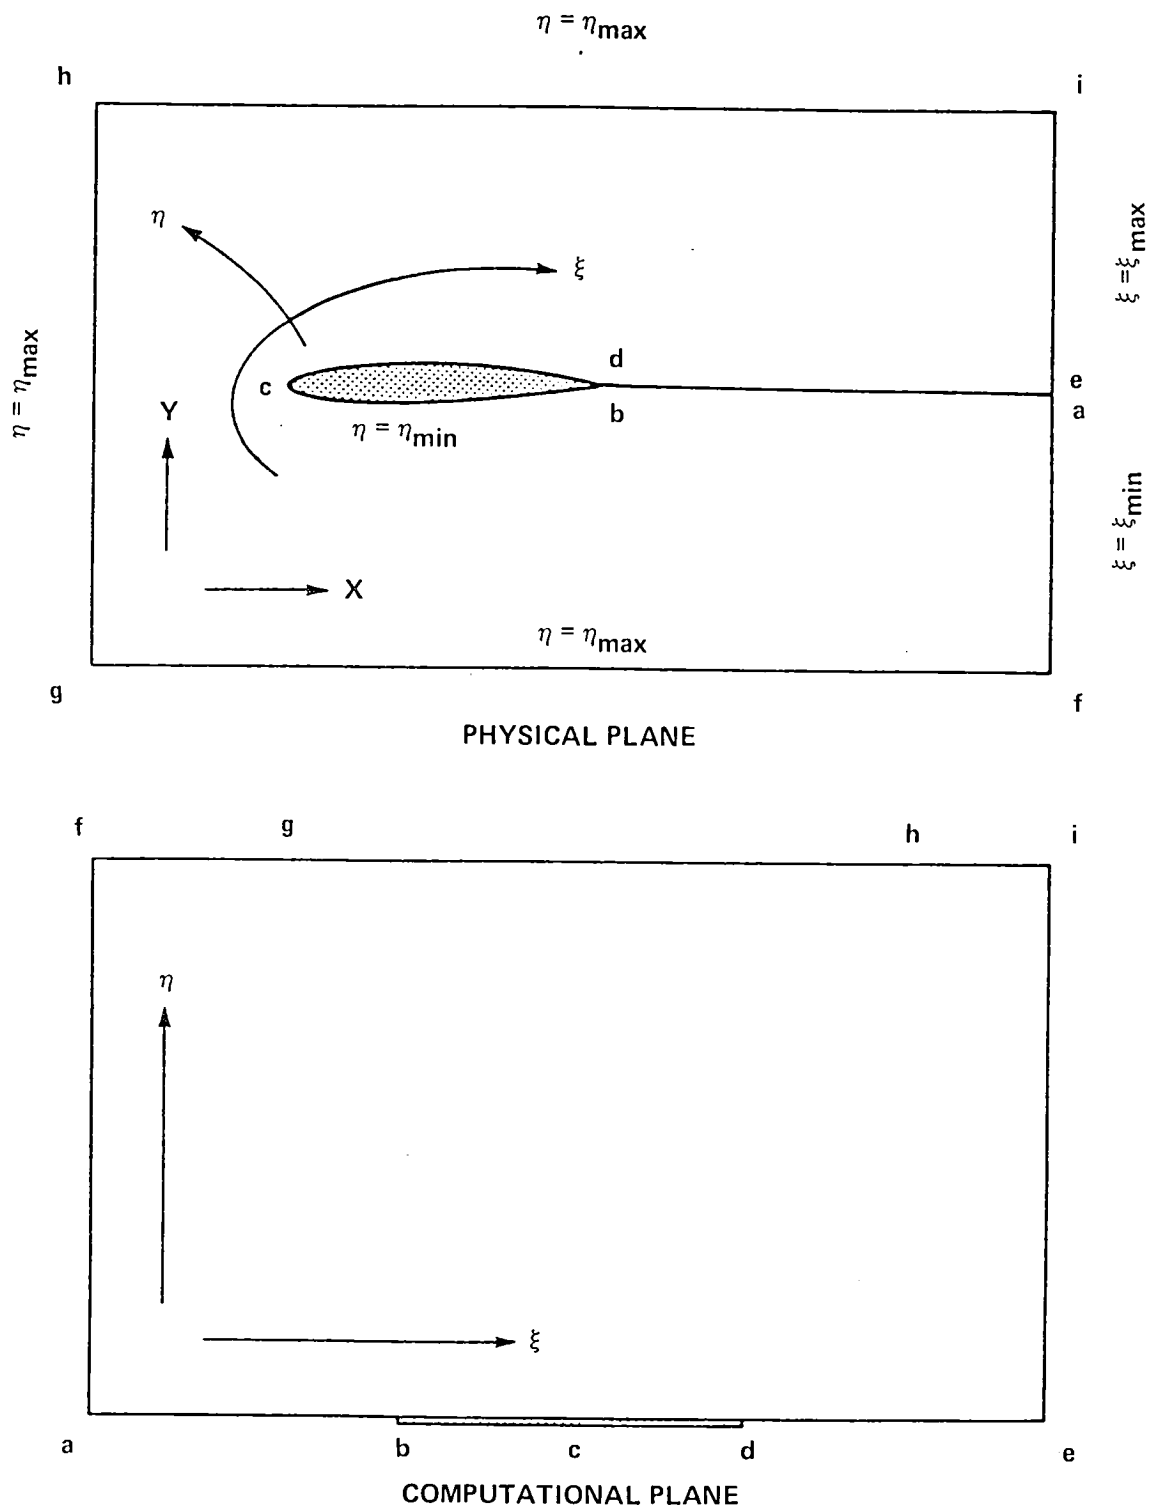 η = ηmax
h
i
η
ξ
ξ = ξmax
η = ηmax
d
c
e
b
a
Y
η = ηmin
ξ = ξmin
X
η = ηmax
g
f
PHYSICAL PLANE
f
g
h
i
η
ξ
a
b
c
d
e
COMPUTATIONAL PLANE